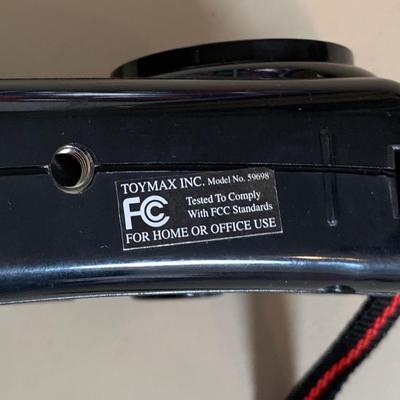 TOYMAX INC. Model No. 59698
FC Tested To Comply
With FCC Standards
FOR HOME OR OFFICE USE